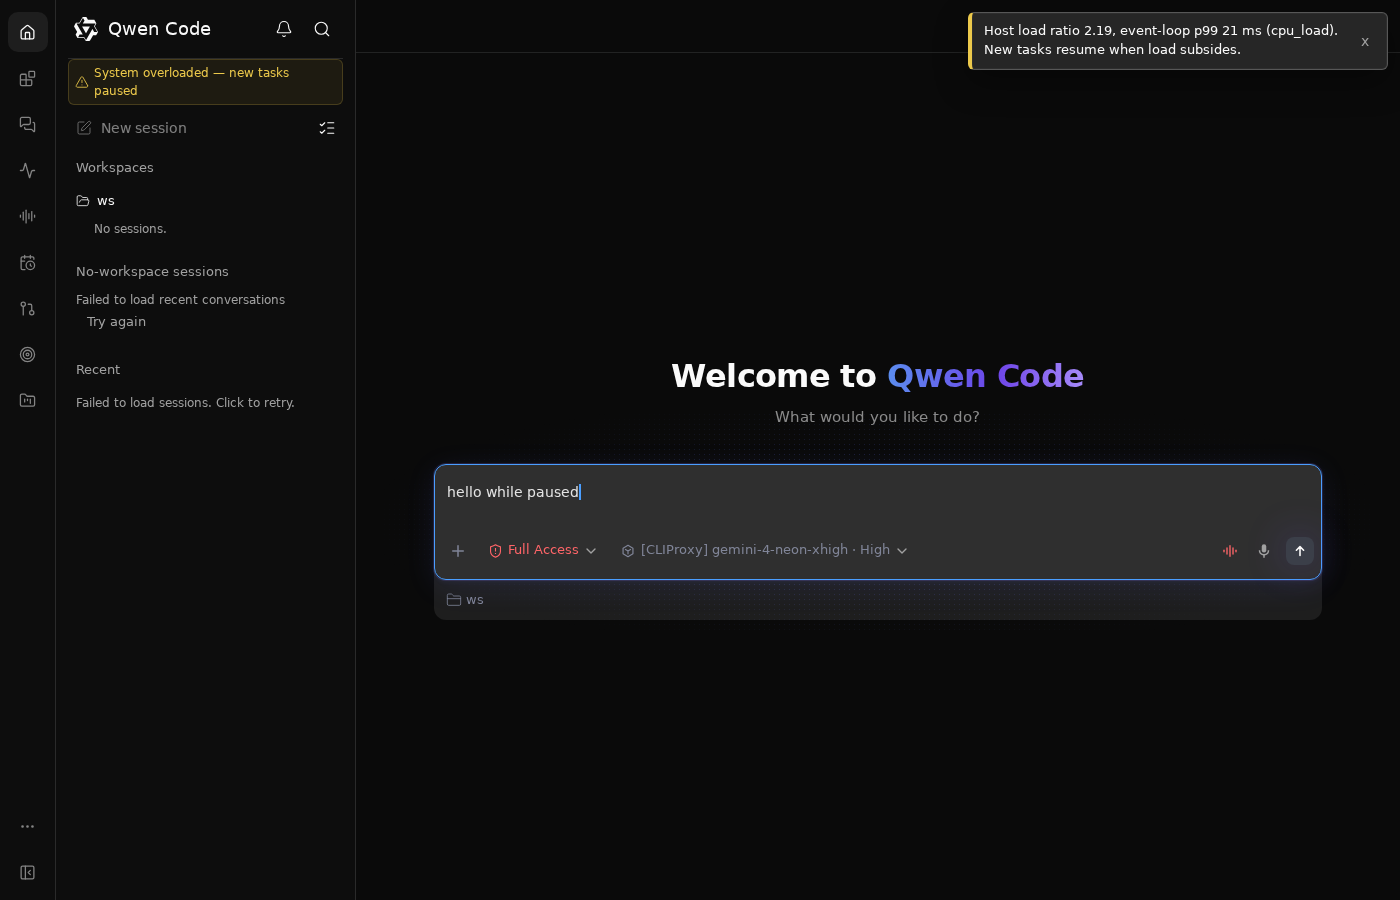 Qwen Code
System overloaded — new tasks
paused
New session
Workspaces
ws
No sessions.
No-workspace sessions
Failed to load recent conversations
Try again
Recent
Failed to load sessions. Click to retry.
Host load ratio 2.19, event-loop p99 21 ms (cpu_load).
New tasks resume when load subsides.
x
Welcome to Qwen Code
What would you like to do?
hello while paused
Full Access
[CLIProxy] gemini-4-neon-xhigh · High
ws